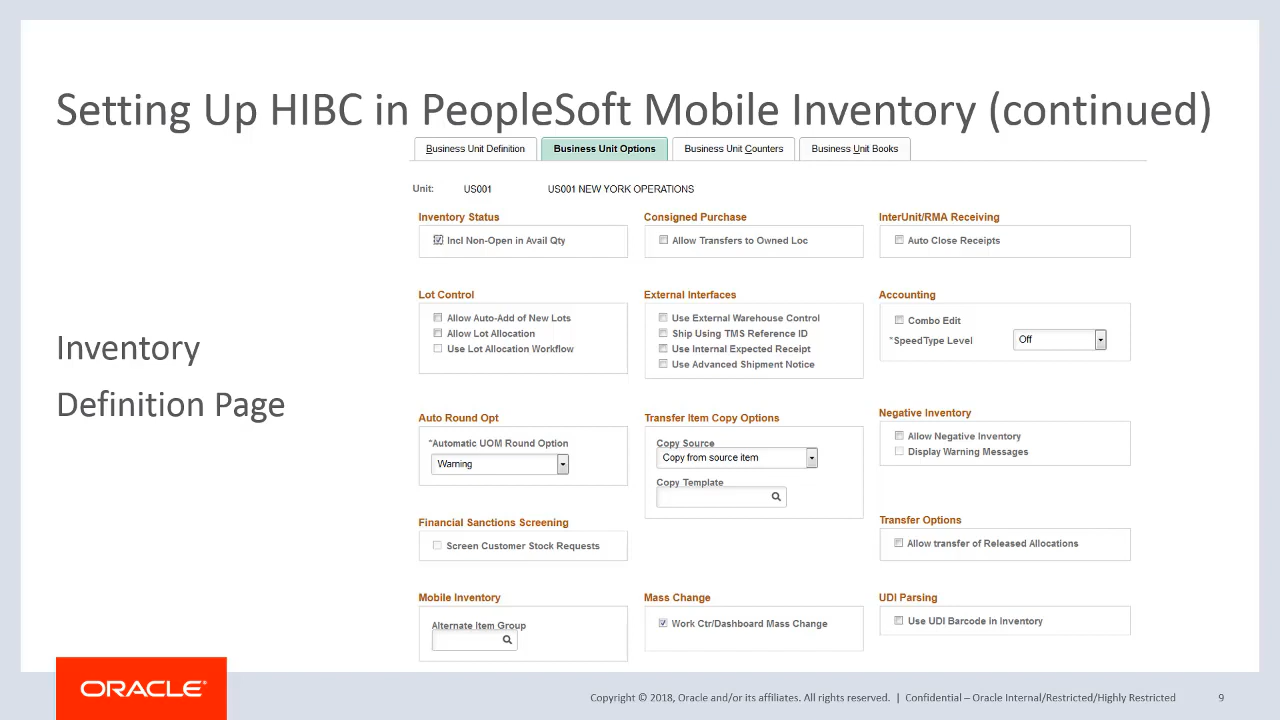 Setting Up HIBC in PeopleSoft Mobile Inventory (continued)
Business Unit Definition
Business Unit Options
Business Unit Counters
Business Unit Books
Unit: US001 US001 NEW YORK OPERATIONS
Inventory Status
Incl Non-Open in Avail Qty
Consigned Purchase
Allow Transfers to Owned Loc
InterUnit/RMA Receiving
Auto Close Receipts
Lot Control
Allow Auto-Add of New Lots
Allow Lot Allocation
Use Lot Allocation Workflow
External Interfaces
Use External Warehouse Control
Ship Using TMS Reference ID
Use Internal Expected Receipt
Use Advanced Shipment Notice
Accounting
Combo Edit
*SpeedType Level Off
Inventory
Definition Page
Auto Round Opt
*Automatic UOM Round Option
Warning
Transfer Item Copy Options
Copy Source
Copy from source item
Copy Template
Negative Inventory
Allow Negative Inventory
Display Warning Messages
Financial Sanctions Screening
Screen Customer Stock Requests
Transfer Options
Allow transfer of Released Allocations
Mobile Inventory
Alternate Item Group
Mass Change
Work Ctr/Dashboard Mass Change
UDI Parsing
Use UDI Barcode in Inventory
ORACLE®
Copyright © 2018, Oracle and/or its affiliates. All rights reserved. | Confidential – Oracle Internal/Restricted/Highly Restricted
9